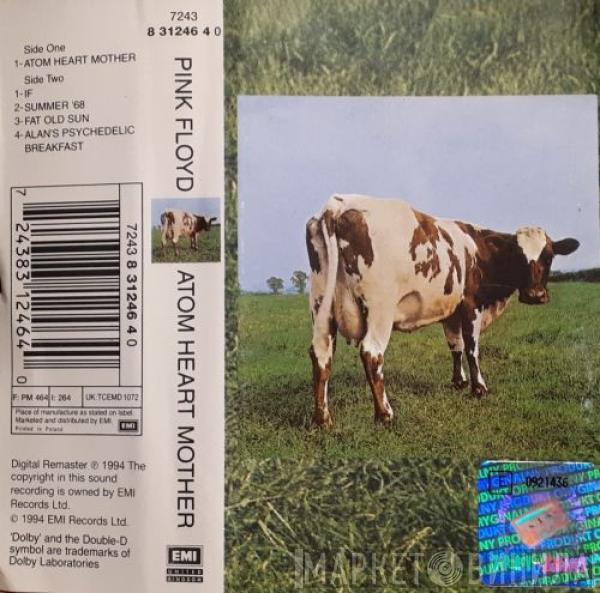 7243
8 31246 4 0
Side One
1-ATOM HEART MOTHER
Side Two
1-IF
2-SUMMER '68
3-FAT OLD SUN
4-ALAN'S PSYCHEDELIC
BREAKFAST
7243 8 31246 4 0
7 24383 12464 0
F: PM 464 I: 264 UK:TCEMD 1072
Place of manufacture as stated on label.
Marketed and distributed by EMI.
Printed in Poland
EMI
Digital Remaster ℗ 1994 The
copyright in this sound
recording is owned by EMI
Records Ltd.
© 1994 EMI Records Ltd.
'Dolby' and the Double-D
symbol are trademarks of
Dolby Laboratories
PINK FLOYD
ATOM HEART MOTHER
EMI
UNITED
KINGDOM
0921436
МАРКЕТ ВИНИЛА